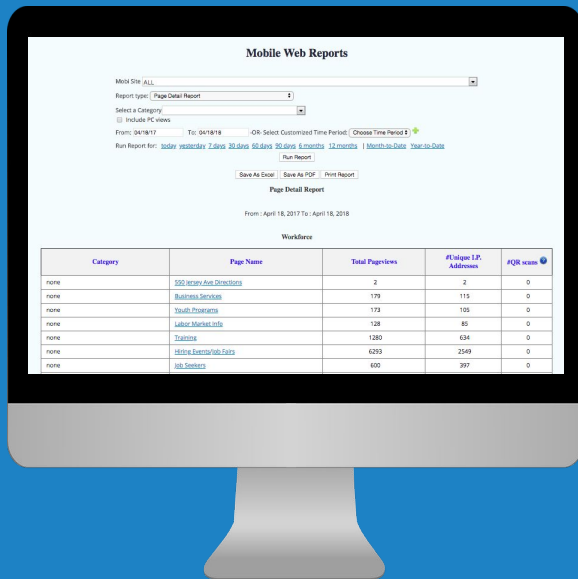 Mobile Web Reports
Mobi Site ALL
Report type: Page Detail Report
Select a Category
Include PC views
From: 04/19/17 To: 04/18/18 -OR- Select Customized Time Period: Choose Time Period
Run Report for: today yesterday 7 days 30 days 60 days 90 days 6 months 12 months | Month-to-Date Year-to-Date
Run Report
Save As Excel Save As PDF Print Report
Page Detail Report
From : April 18, 2017 To : April 18, 2018
Workforce
Category Page Name Total Pageviews #Unique I.P. Addresses #QR scans
none 550 Jersey Ave Directions 2 2 0
none Business Services 179 115 0
none Youth Programs 173 105 0
none Labor Market Info 128 85 0
none Training 1280 634 0
none Hiring Events/Job Fairs 6293 2549 0
none Job Seekers 600 397 0